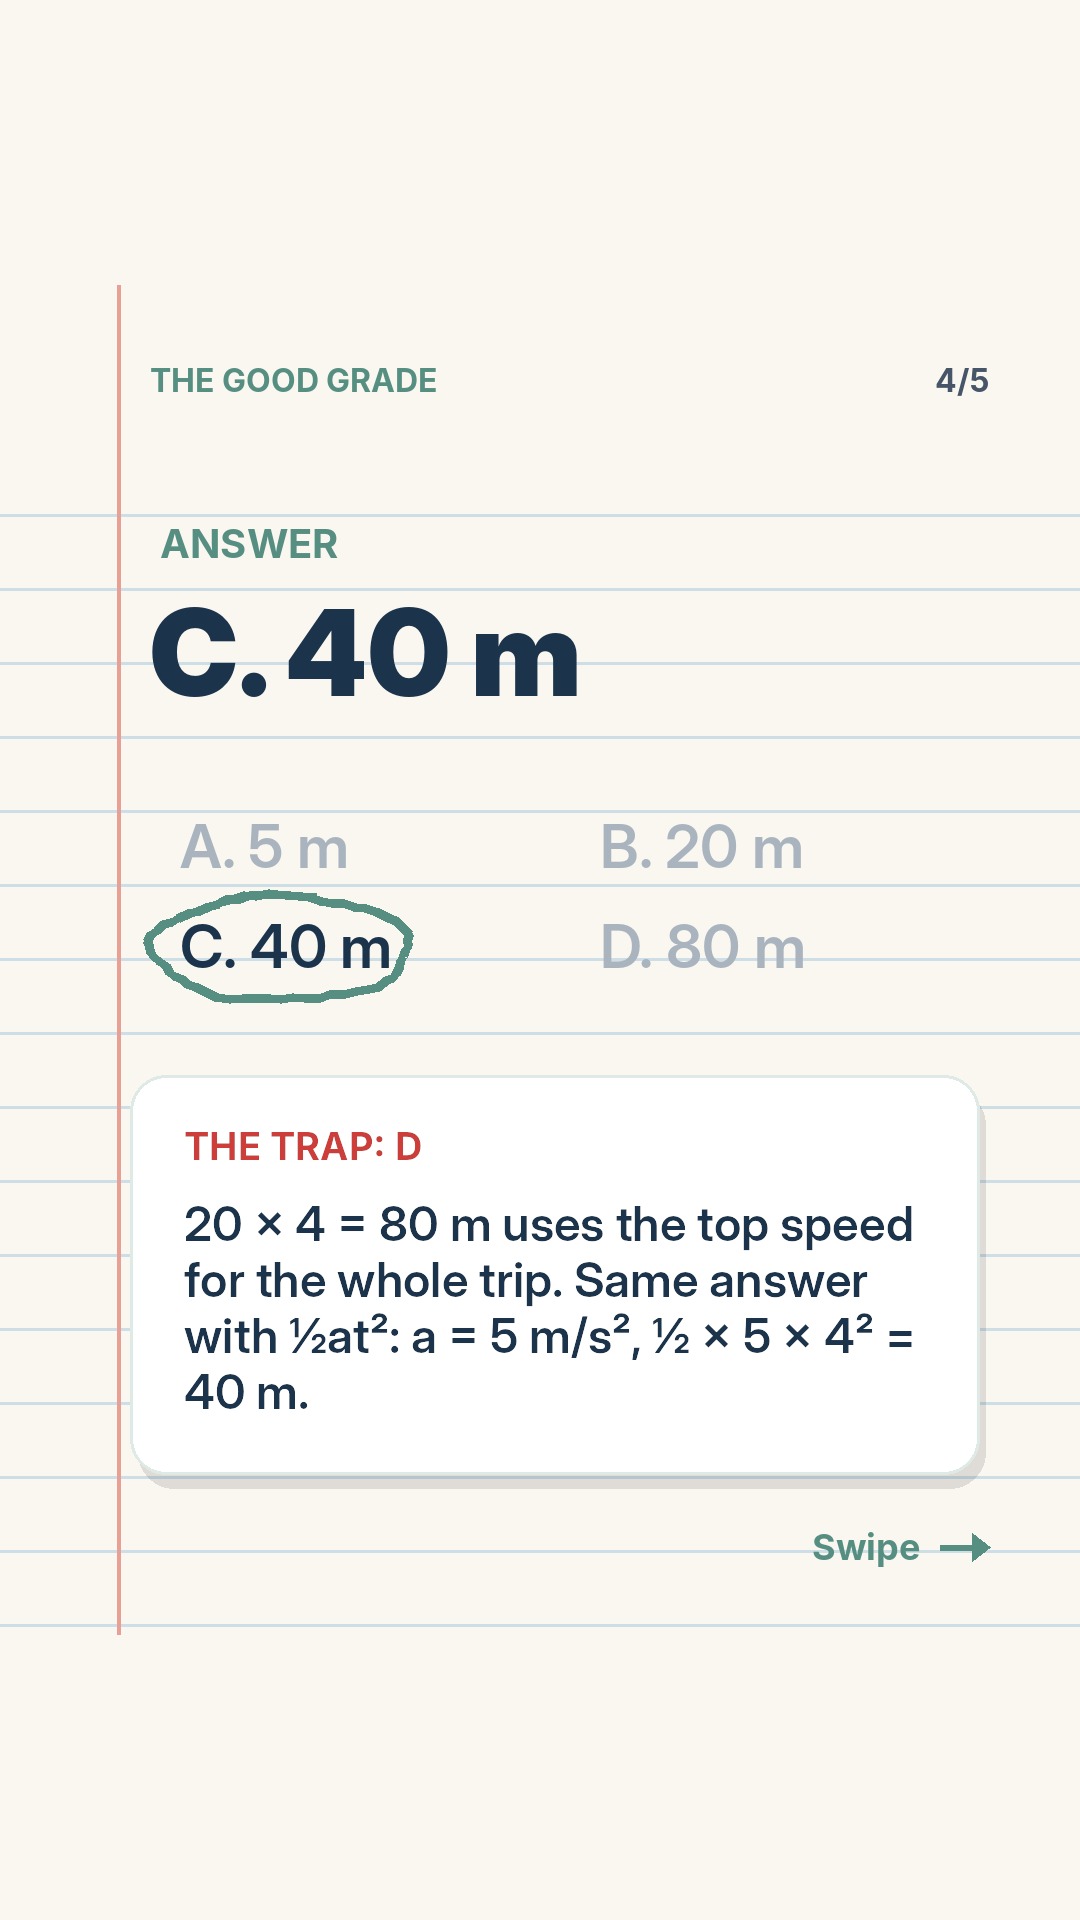 THE GOOD GRADE
4/5
ANSWER
C. 40 m
A. 5 m
B. 20 m
C. 40 m
D. 80 m
THE TRAP: D
20 × 4 = 80 m uses the top speed
for the whole trip. Same answer
with ½at²: a = 5 m/s², ½ × 5 × 4² =
40 m.
Swipe →